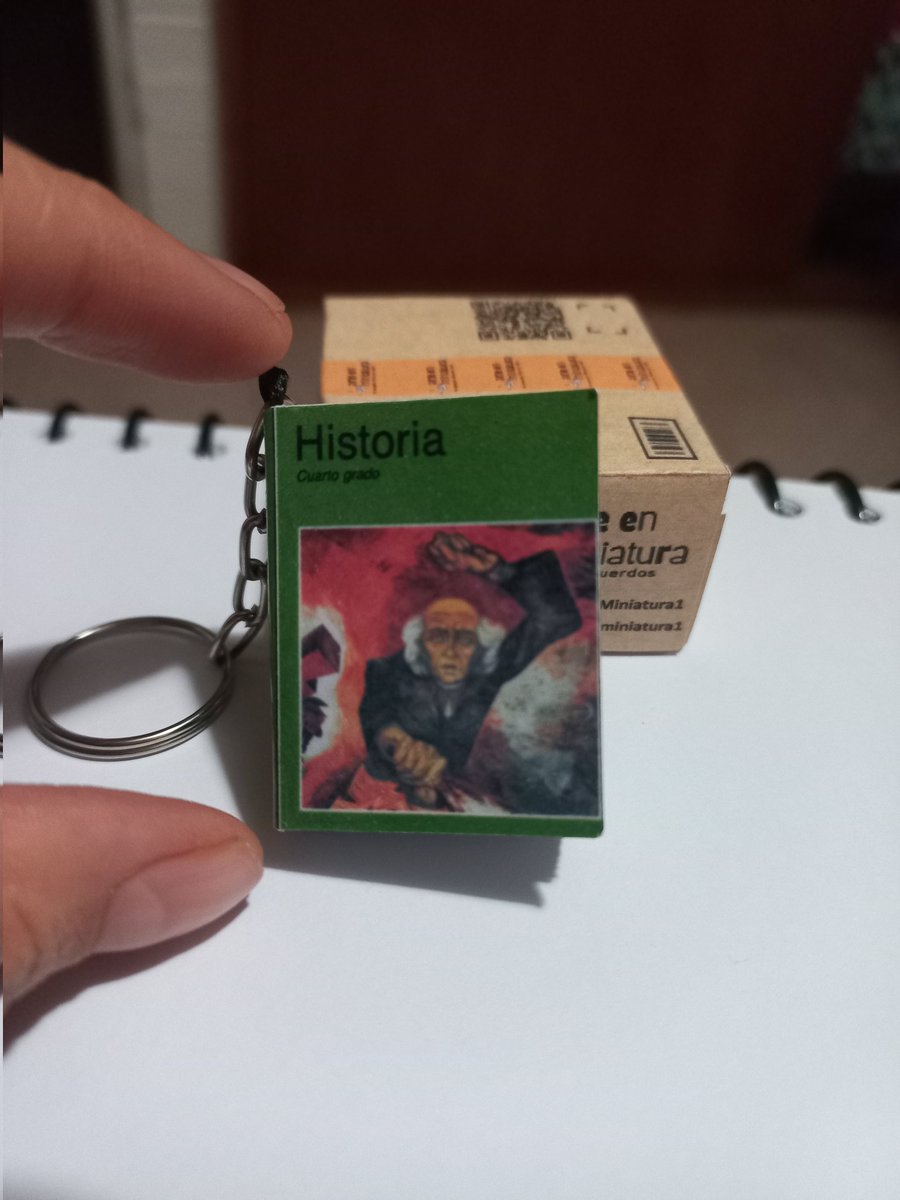 Historia
Cuarto grado
en
iatura
uerdos
Miniatura1
miniatura1